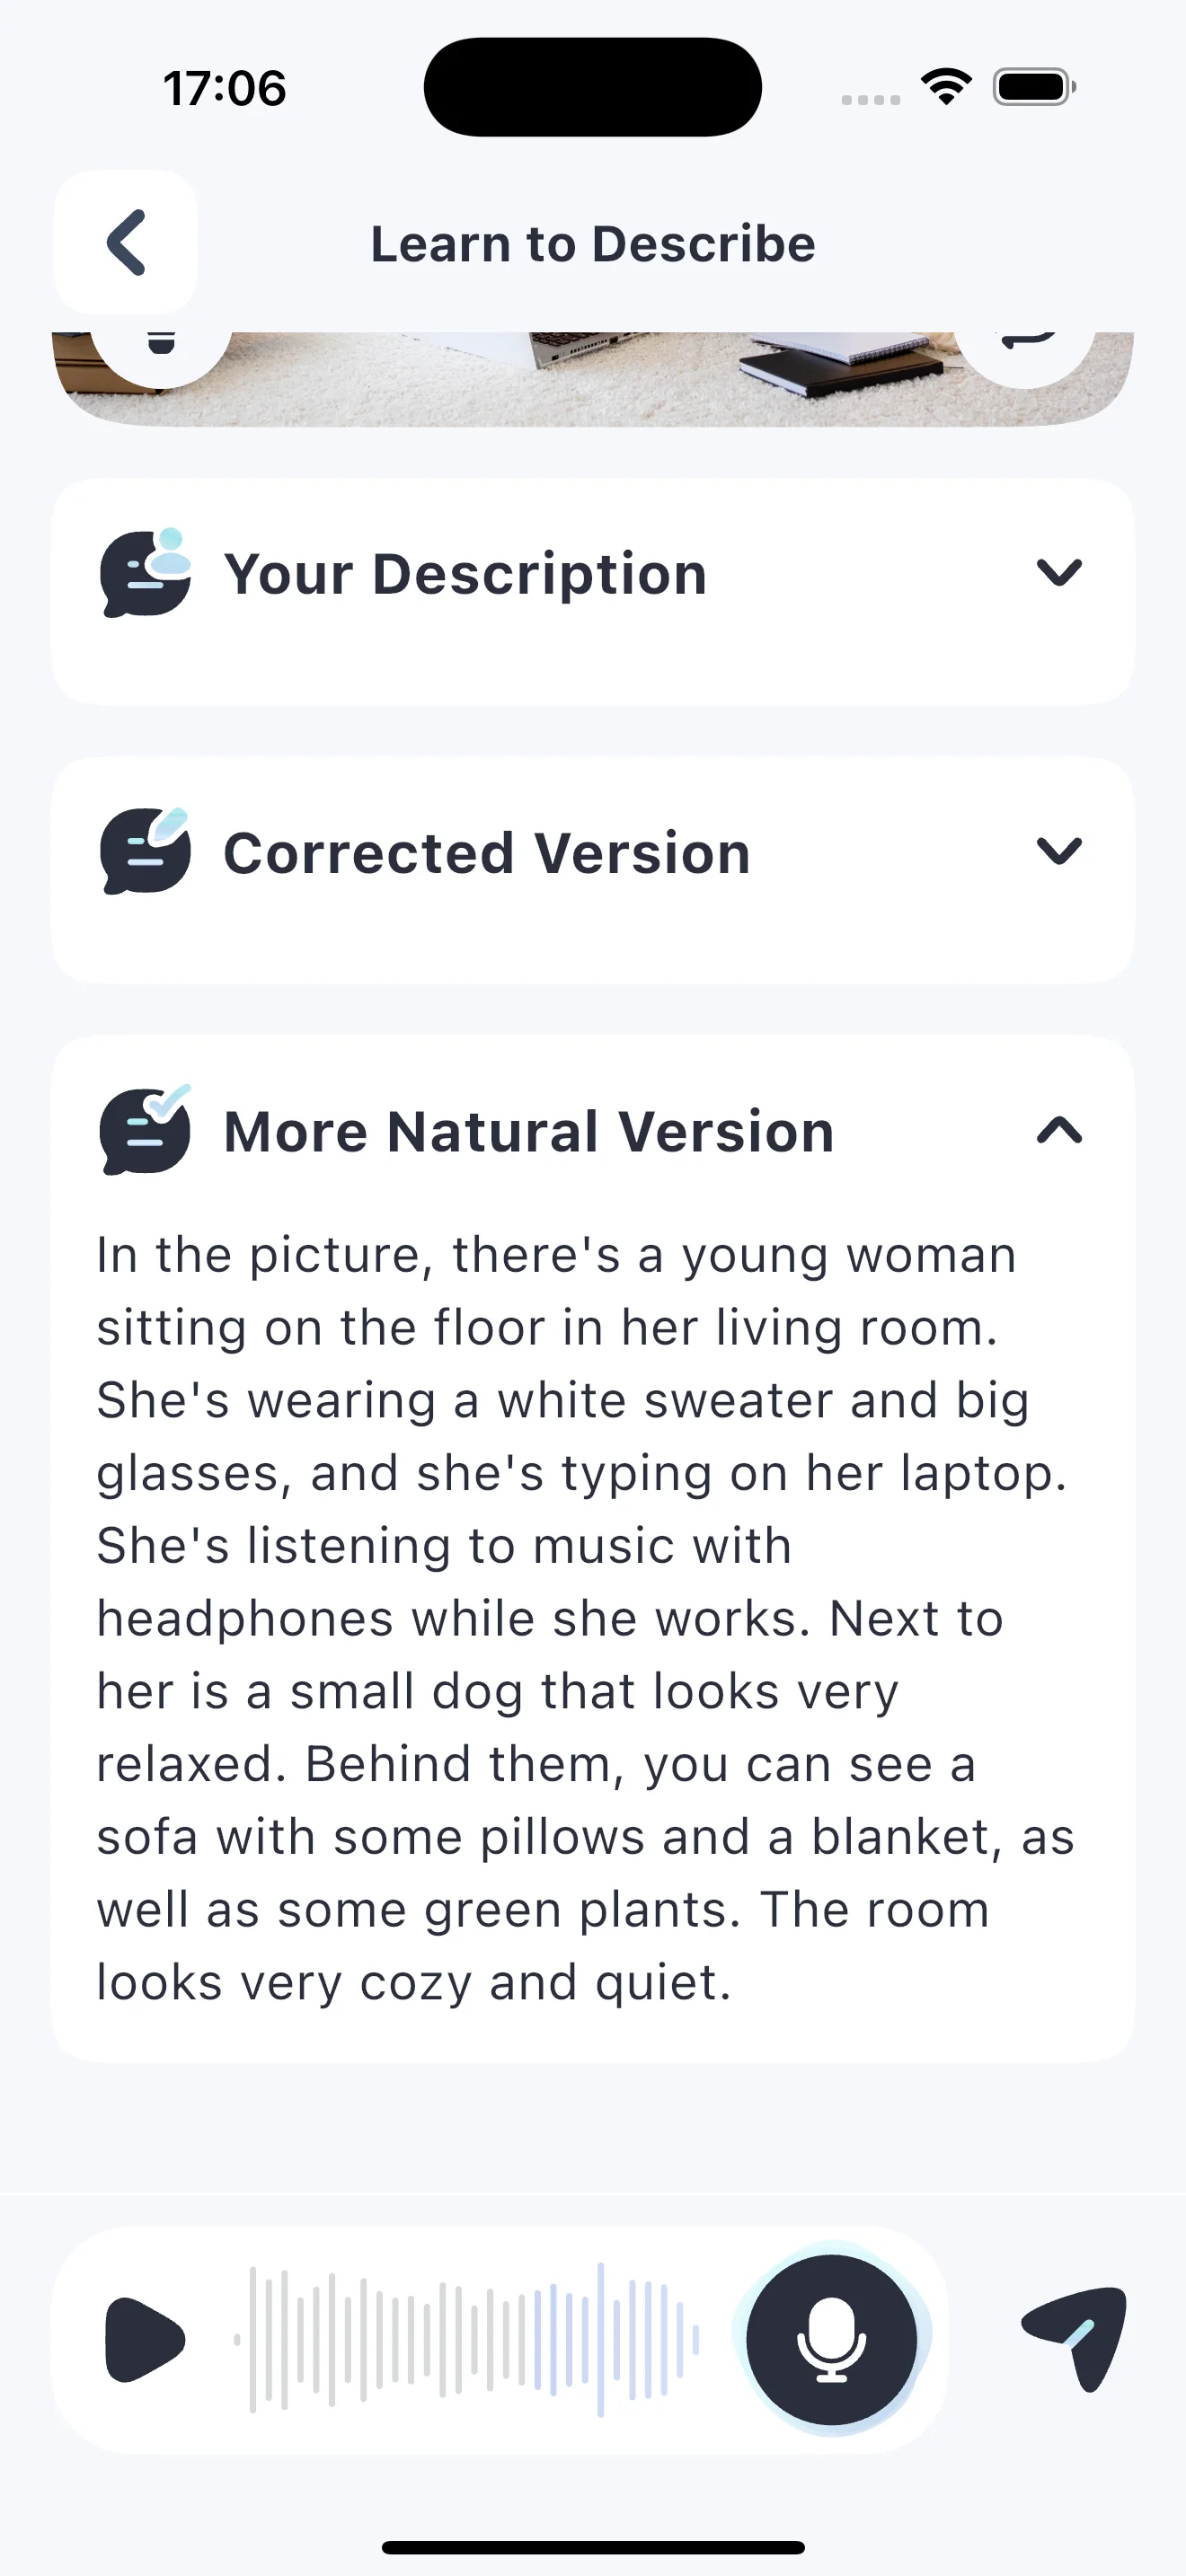 17:06
Learn to Describe
Your Description
Corrected Version
More Natural Version
In the picture, there's a young woman
sitting on the floor in her living room.
She's wearing a white sweater and big
glasses, and she's typing on her laptop.
She's listening to music with
headphones while she works. Next to
her is a small dog that looks very
relaxed. Behind them, you can see a
sofa with some pillows and a blanket, as
well as some green plants. The room
looks very cozy and quiet.